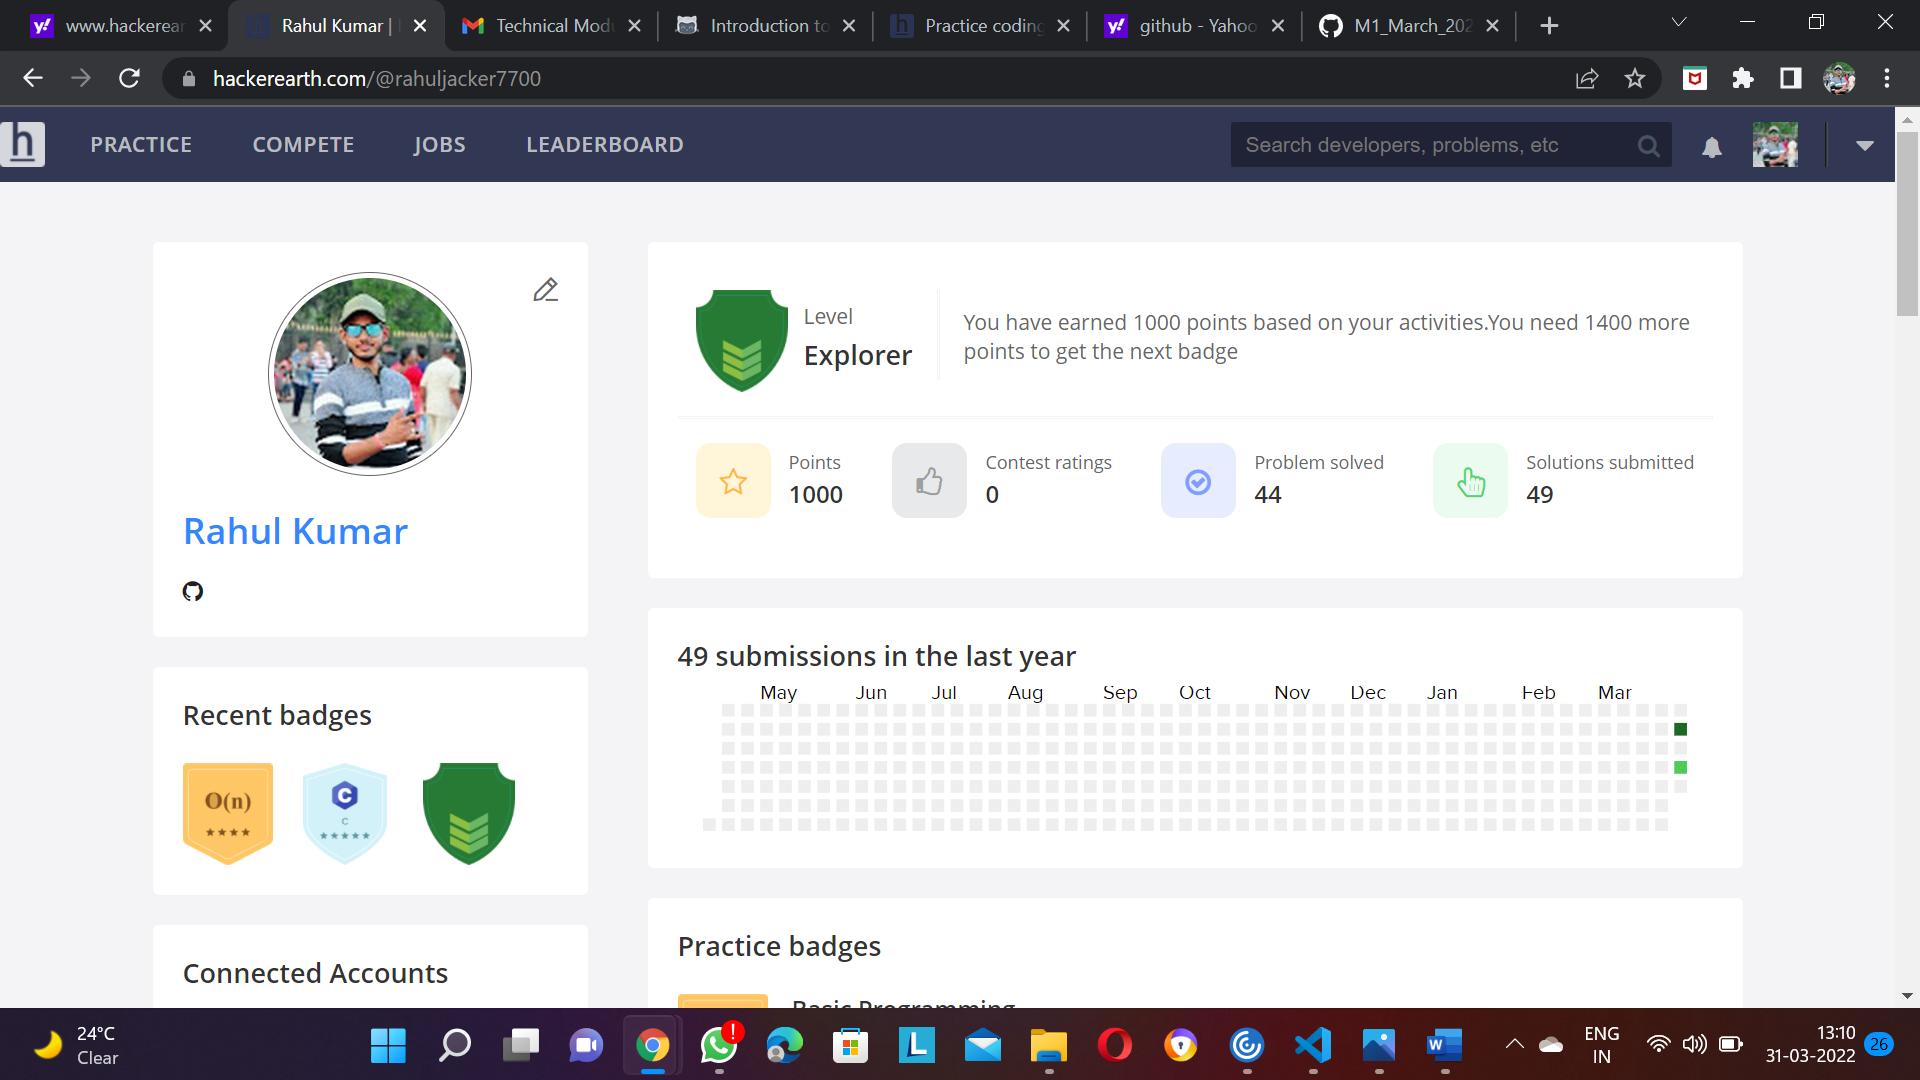 www.hackerear
Rahul Kumar |
Technical Modu
Introduction to
Practice coding
github - Yahoo
M1_March_202
hackerearth.com/@rahuljacker7700
h
PRACTICE
COMPETE
JOBS
LEADERBOARD
Search developers, problems, etc
Rahul Kumar
Level
Explorer
You have earned 1000 points based on your activities.You need 1400 more
points to get the next badge
Points
1000
Contest ratings
0
Problem solved
44
Solutions submitted
49
49 submissions in the last year
May Jun Jul Aug Sep Oct Nov Dec Jan Feb Mar
Recent badges
O(n)
C
C
Connected Accounts
Practice badges
Basic Programming
24°C
Clear
ENG
IN
13:10
31-03-2022
26